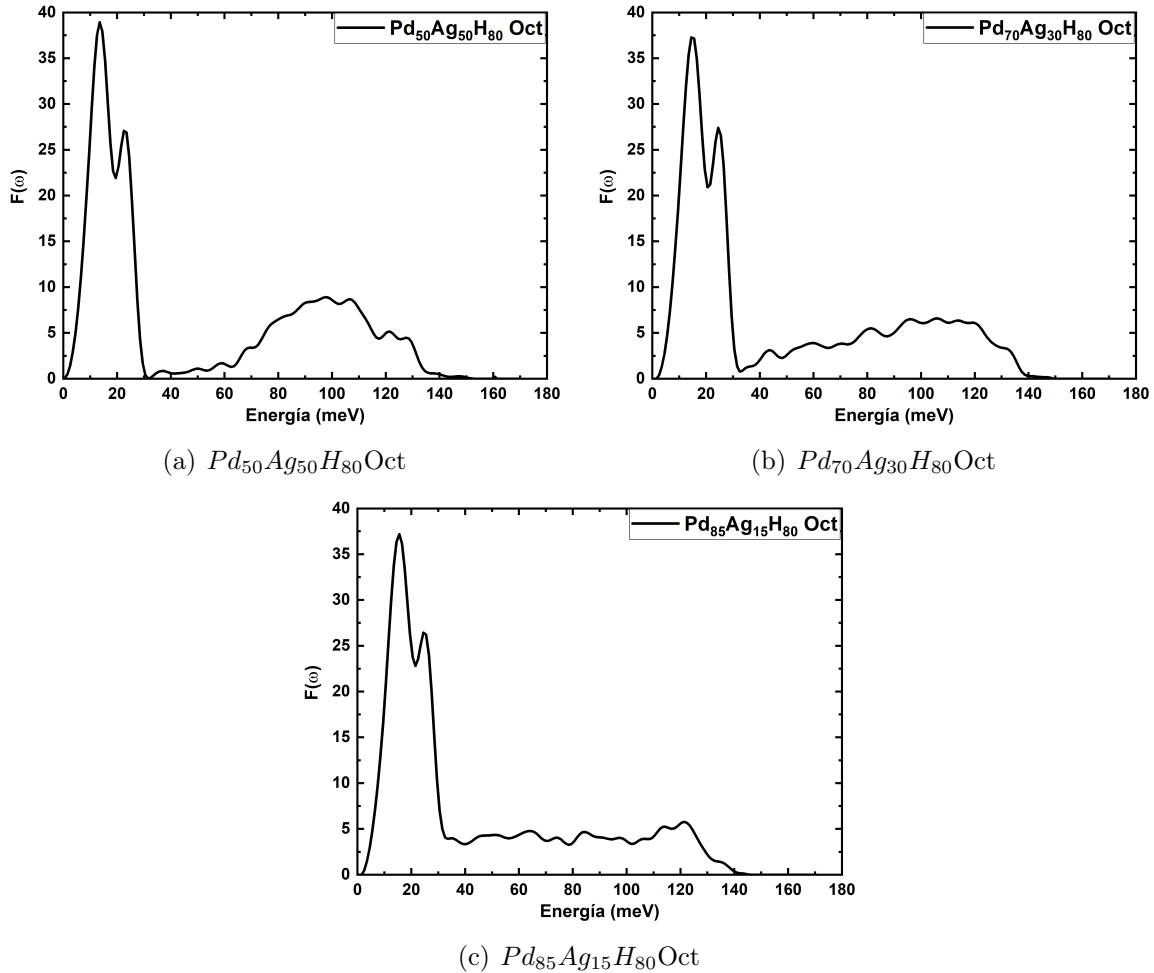 Pd50Ag50H80 Oct
F(ω)
40
35
30
25
20
15
10
5
0
0 20 40 60 80 100 120 140 160 180
Energía (meV)
(a) Pd50Ag50H80Oct
Pd70Ag30H80 Oct
F(ω)
40
35
30
25
20
15
10
5
0
0 20 40 60 80 100 120 140 160 180
Energía (meV)
(b) Pd70Ag30H80Oct
Pd85Ag15H80 Oct
F(ω)
40
35
30
25
20
15
10
5
0
0 20 40 60 80 100 120 140 160 180
Energía (meV)
(c) Pd85Ag15H80Oct